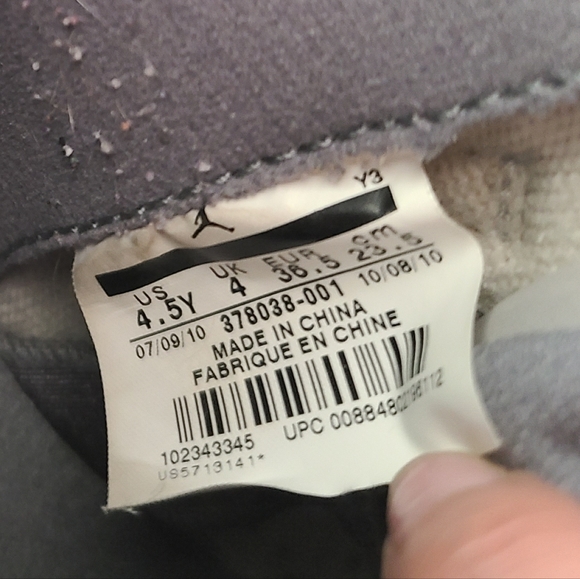 Y3
US UK EUR cm
4.5Y 4 36.5 23.5
07/09/10 378038-001 10/08/10
MADE IN CHINA
FABRIQUE EN CHINE
102343345 UPC
US5713141*